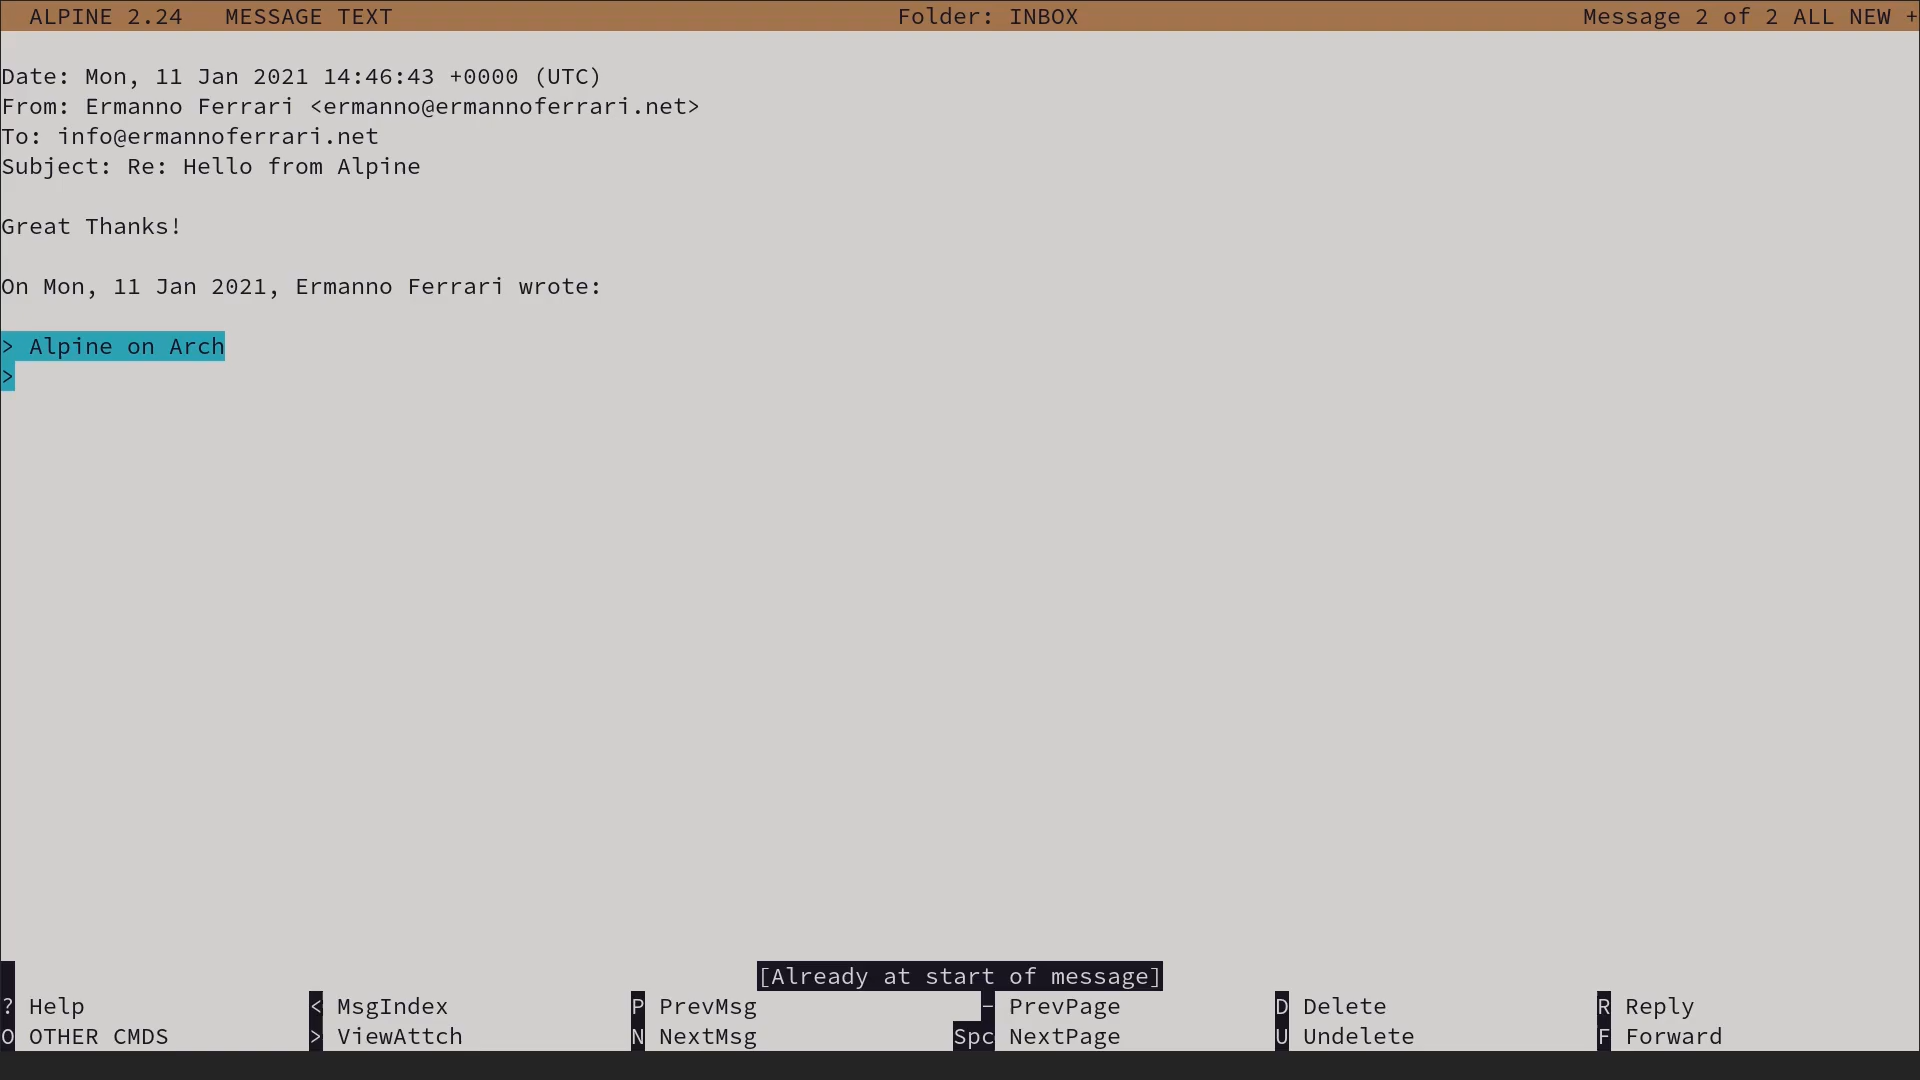 ALPINE 2.24   MESSAGE TEXT   Folder: INBOX   Message 2 of 2 ALL NEW +
Date: Mon, 11 Jan 2021 14:46:43 +0000 (UTC)
From: Ermanno Ferrari <ermanno@ermannoferrari.net>
To: info@ermannoferrari.net
Subject: Re: Hello from Alpine
Great Thanks!
On Mon, 11 Jan 2021, Ermanno Ferrari wrote:
> Alpine on Arch
>
[Already at start of message]
? Help   < MsgIndex   P PrevMsg   - PrevPage   D Delete   R Reply
O OTHER CMDS   > ViewAttch   N NextMsg   Spc NextPage   U Undelete   F Forward